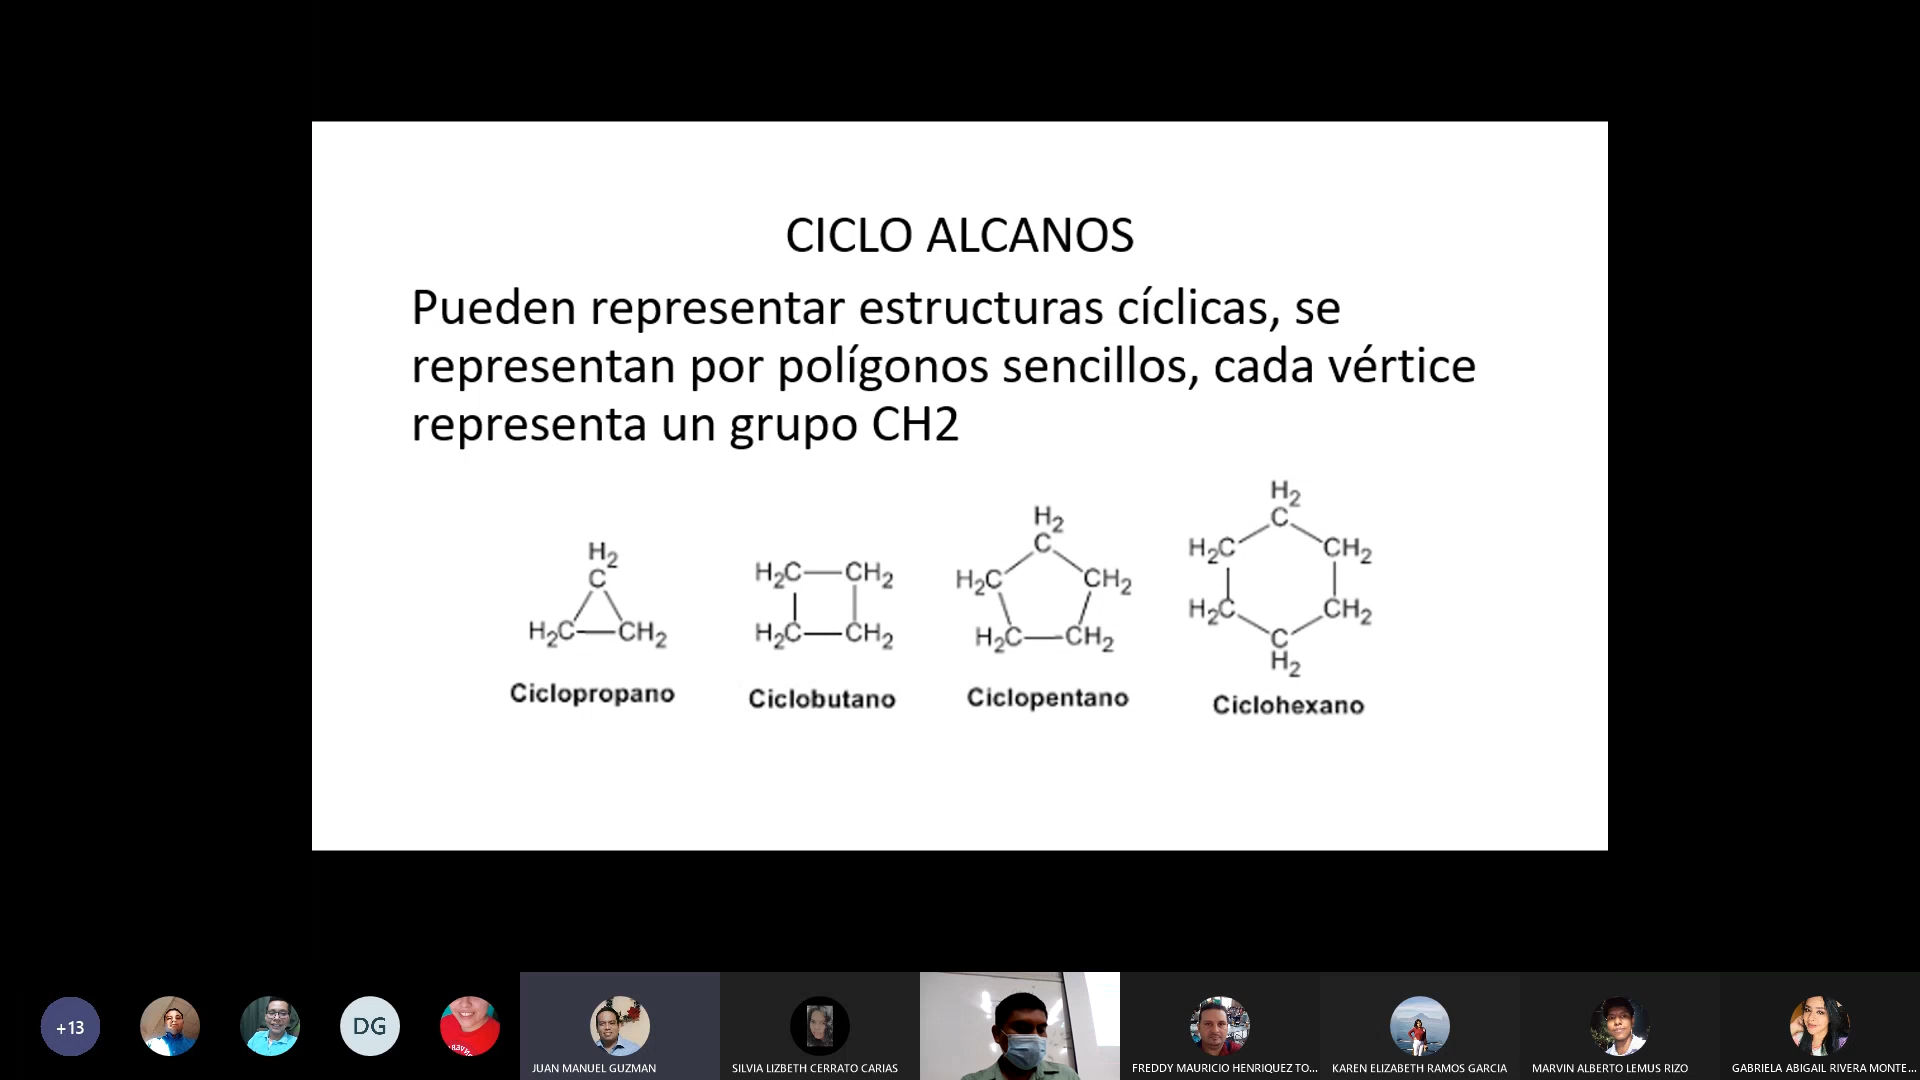 CICLO ALCANOS
Pueden representar estructuras cíclicas, se
representan por polígonos sencillos, cada vértice
representa un grupo CH2
H2
C
H2C CH2
Ciclopropano
H2C CH2
H2C CH2
Ciclobutano
H2
C
H2C CH2
H2C CH2
Ciclopentano
H2
C
H2C CH2
H2C CH2
C
H2
Ciclohexano
+13
DG
JUAN MANUEL GUZMAN
SILVIA LIZBETH CERRATO CARIAS
FREDDY MAURICIO HENRIQUEZ TO...
KAREN ELIZABETH RAMOS GARCIA
MARVIN ALBERTO LEMUS RIZO
GABRIELA ABIGAIL RIVERA MONTE...